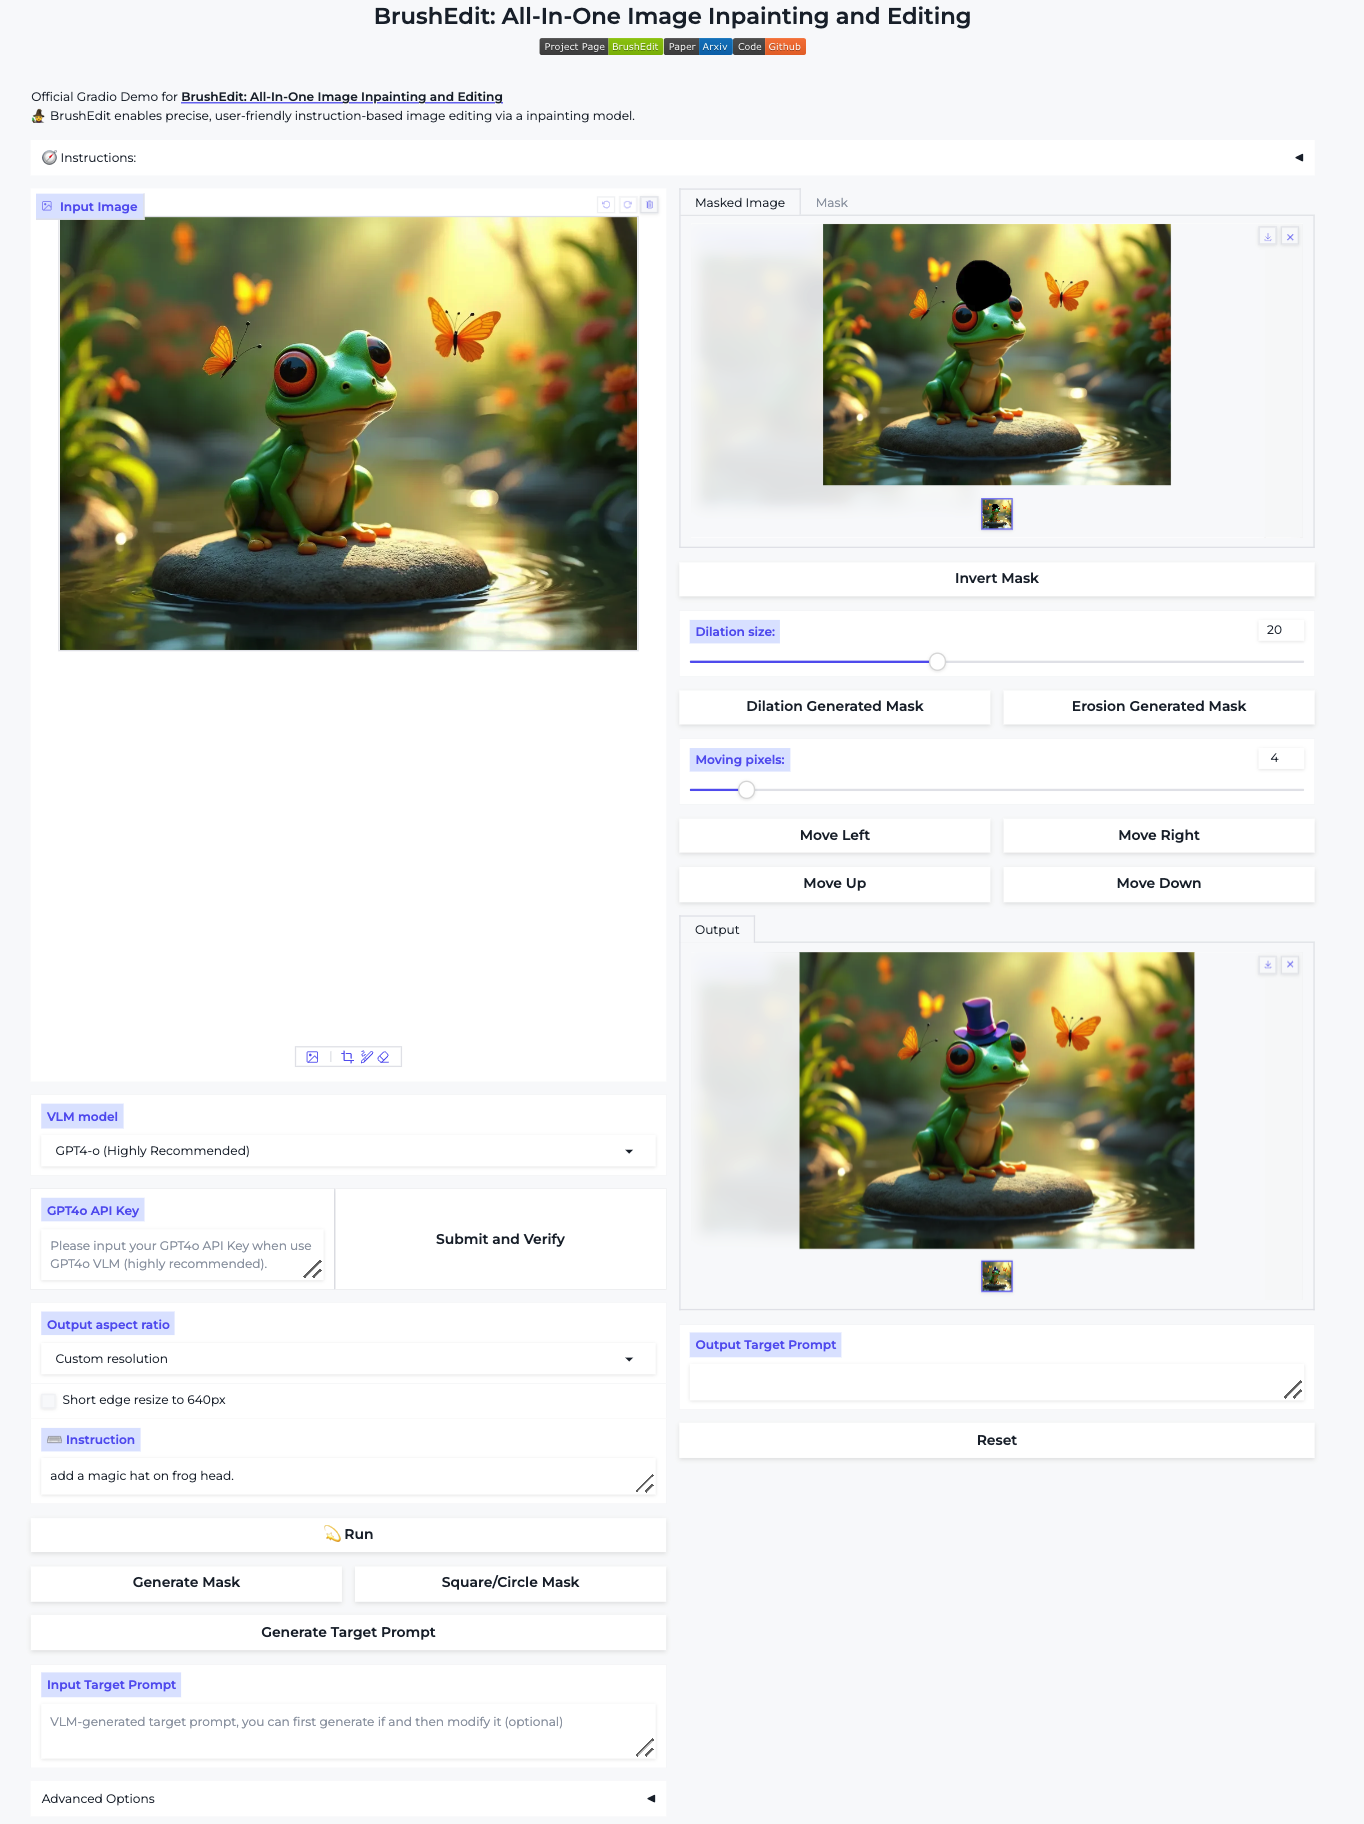 BrushEdit: All-In-One Image Inpainting and Editing
Project Page BrushEdit Paper Arxiv Code Github
Official Gradio Demo for BrushEdit: All-In-One Image Inpainting and Editing
BrushEdit enables precise, user-friendly instruction-based image editing via a inpainting model.
Instructions:
Input Image
VLM model
GPT4-o (Highly Recommended)
GPT4o API Key
Please input your GPT4o API Key when use
GPT4o VLM (highly recommended).
Submit and Verify
Output aspect ratio
Custom resolution
Short edge resize to 640px
Instruction
add a magic hat on frog head.
Run
Generate Mask
Square/Circle Mask
Generate Target Prompt
Input Target Prompt
VLM-generated target prompt, you can first generate if and then modify it (optional)
Advanced Options
Masked Image
Mask
Invert Mask
Dilation size:
20
Dilation Generated Mask
Erosion Generated Mask
Moving pixels:
4
Move Left
Move Right
Move Up
Move Down
Output
Output Target Prompt
Reset